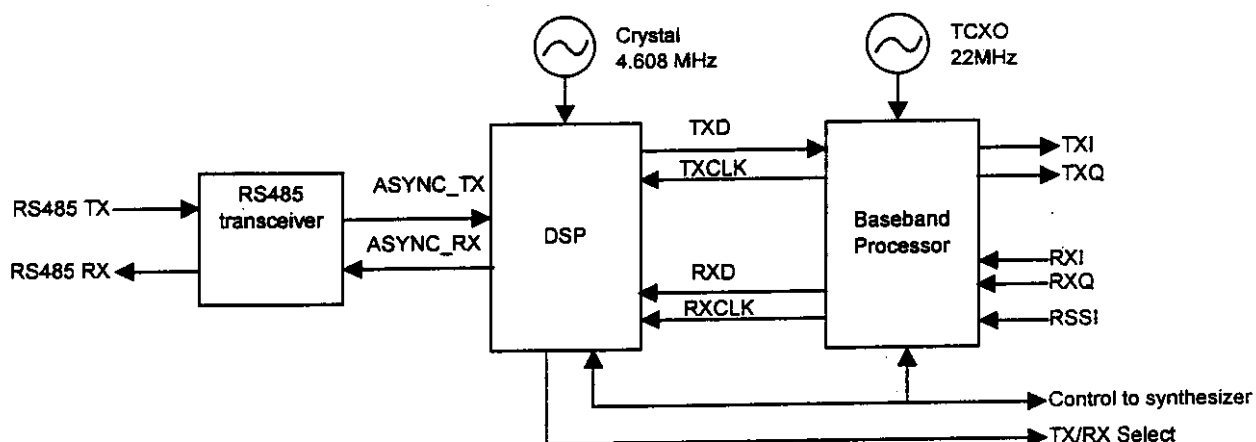 Crystal
4.608 MHz
TCXO
22MHz
TXD
TXCLK
TXI
TXQ
RS485 TX
RS485 RX
RS485
transceiver
ASYNC_TX
ASYNC_RX
DSP
Baseband
Processor
RXD
RXCLK
RXI
RXQ
RSSI
Control to synthesizer
TX/RX Select